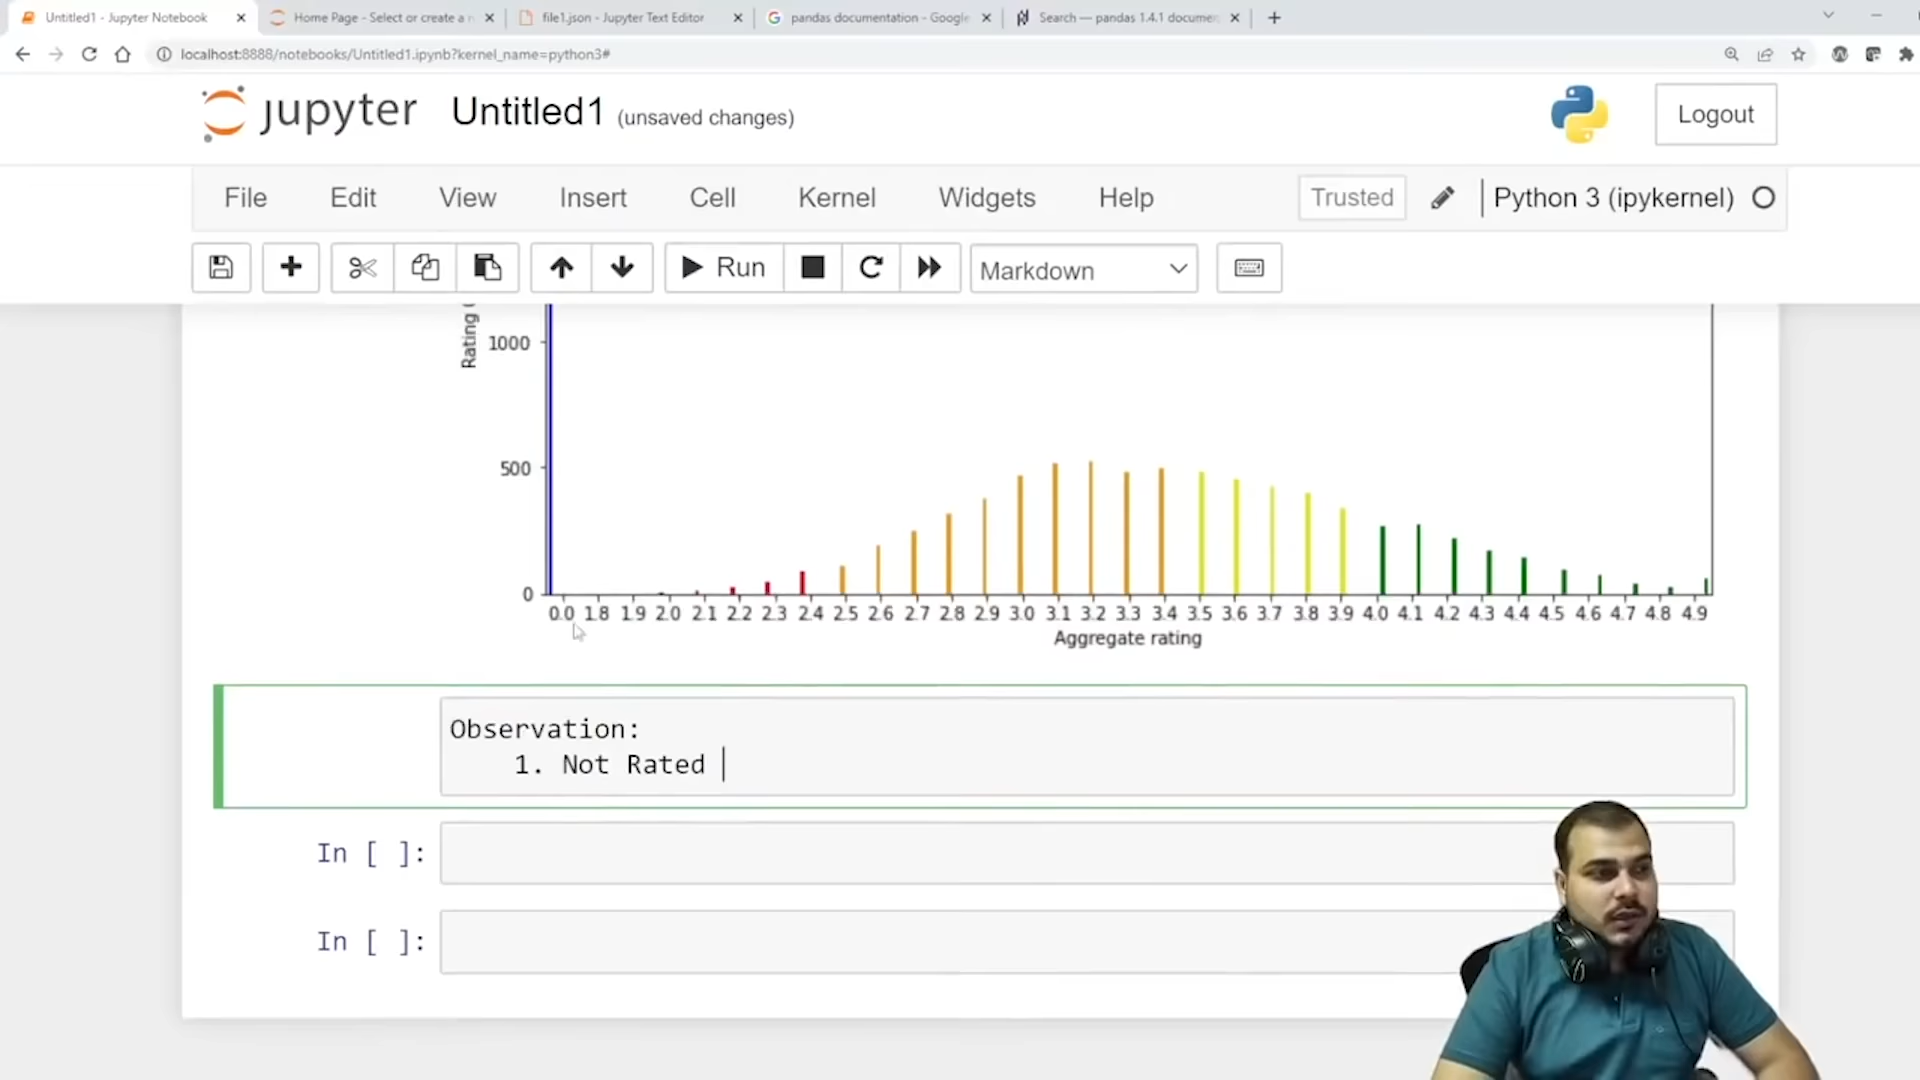 Untitled1 - Jupyter Notebook
Home Page - Select or create a n
file1.json - Jupyter Text Editor
pandas documentation - Google
Search — pandas 1.4.1 documen
localhost:8888/notebooks/Untitled1.ipynb?kernel_name=python3#
jupyter Untitled1 (unsaved changes)
Logout
File Edit View Insert Cell Kernel Widgets Help Trusted Python 3 (ipykernel)
Run Markdown
Rating
1000
500
0
0.0 1.8 1.9 2.0 2.1 2.2 2.3 2.4 2.5 2.6 2.7 2.8 2.9 3.0 3.1 3.2 3.3 3.4 3.5 3.6 3.7 3.8 3.9 4.0 4.1 4.2 4.3 4.4 4.5 4.6 4.7 4.8 4.9
Aggregate rating
Observation:
1. Not Rated
In [ ]:
In [ ]: